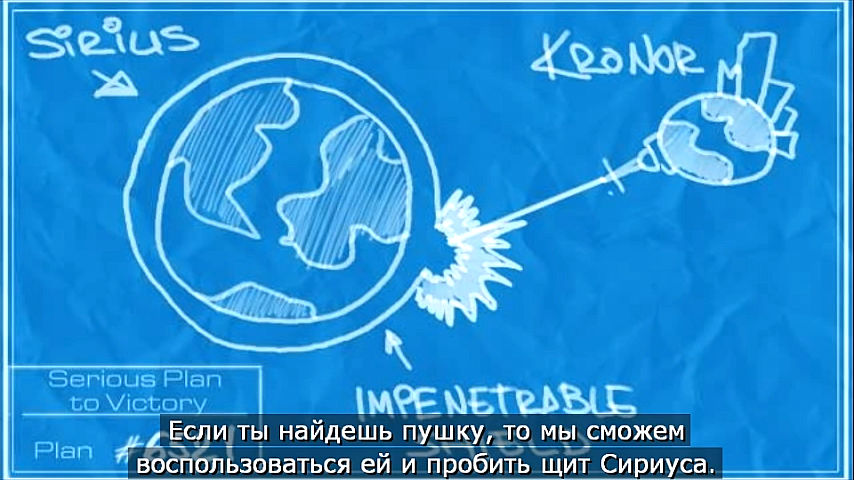 SiRiUS
KRONOR
IMPENETRABLE
Serious Plan
to Victory
Plan
Если ты найдешь пушку, то мы сможем
воспользоваться ей и пробить щит Сириуса.